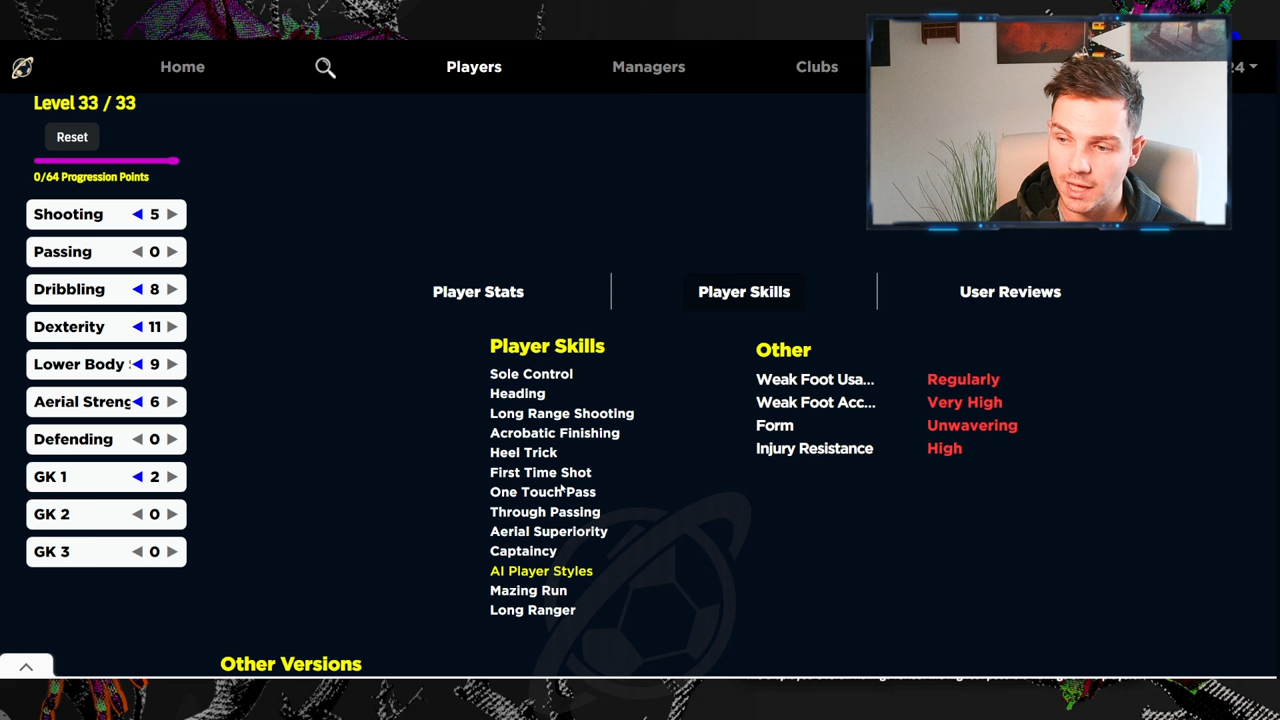 Home
Players
Managers
Clubs
24
Level 33 / 33
Reset
0/64 Progression Points
Shooting 5
Passing 0
Dribbling 8
Dexterity 11
Lower Body 9
Aerial Streng 6
Defending 0
GK 1 2
GK 2 0
GK 3 0
Player Stats
Player Skills
User Reviews
Player Skills
Sole Control
Heading
Long Range Shooting
Acrobatic Finishing
Heel Trick
First Time Shot
One Touch Pass
Through Passing
Aerial Superiority
Captaincy
AI Player Styles
Mazing Run
Long Ranger
Other
Weak Foot Usa... Regularly
Weak Foot Acc... Very High
Form Unwavering
Injury Resistance High
Other Versions